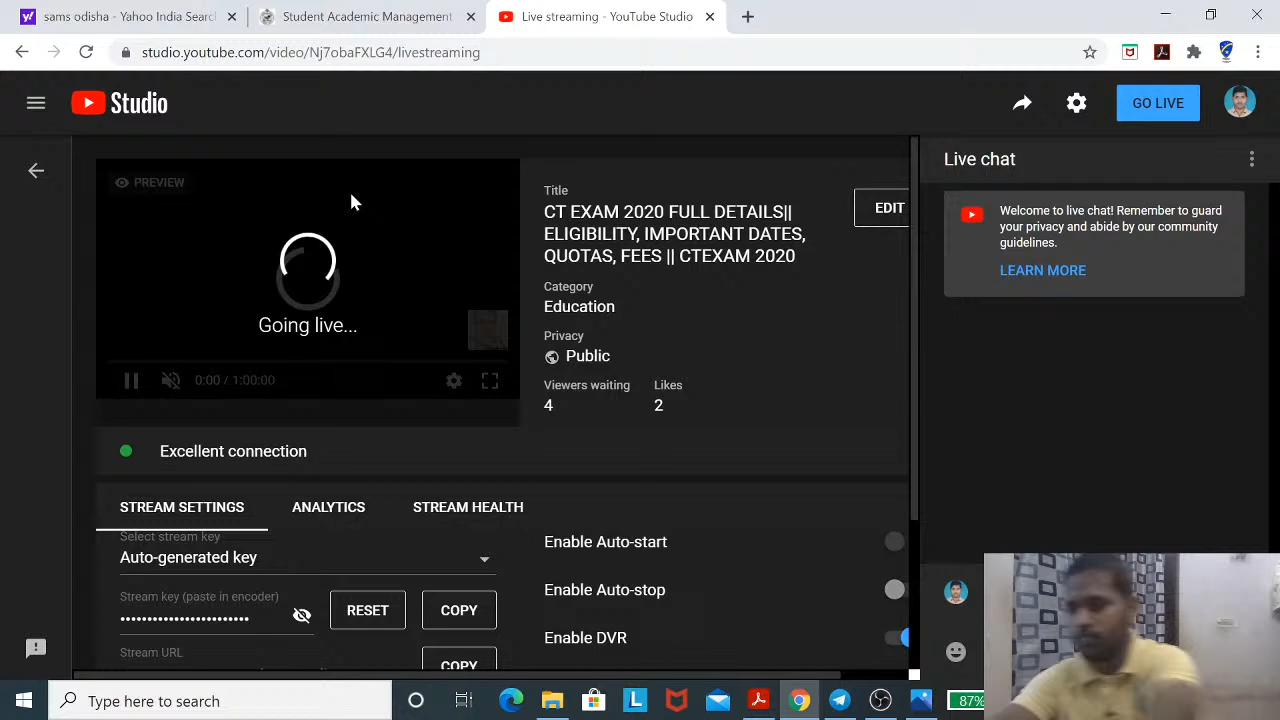 sams odisha - Yahoo India Search
Student Academic Management
Live streaming - YouTube Studio
studio.youtube.com/video/Nj7obaFXLG4/livestreaming
Studio
GO LIVE
PREVIEW
Going live...
0:00 / 1:00:00
Title
CT EXAM 2020 FULL DETAILS||
ELIGIBILITY, IMPORTANT DATES,
QUOTAS, FEES || CTEXAM 2020
EDIT
Category
Education
Privacy
Public
Viewers waiting
Likes
4
2
Excellent connection
STREAM SETTINGS
ANALYTICS
STREAM HEALTH
Select stream key
Auto-generated key
Stream key (paste in encoder)
•••••••••••••••••••••••• 
RESET
COPY
Stream URL
COPY
Enable Auto-start
Enable Auto-stop
Enable DVR
Live chat
Welcome to live chat! Remember to guard
your privacy and abide by our community
guidelines.
LEARN MORE
Type here to search
87%